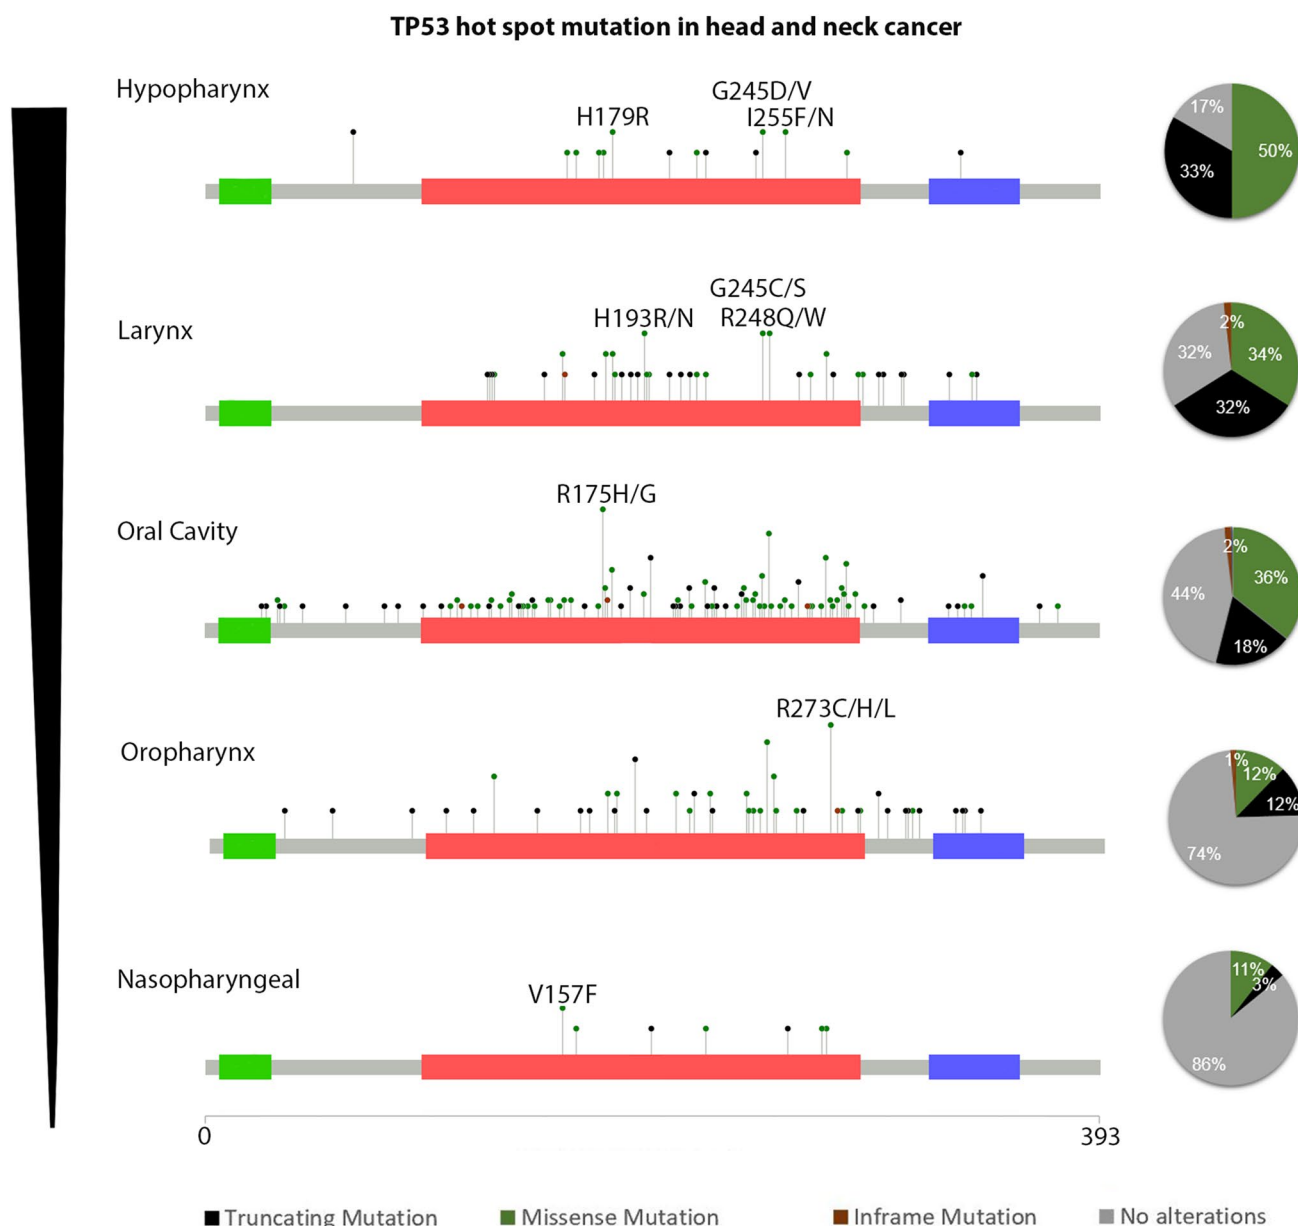 TP53 hot spot mutation in head and neck cancer
Hypopharynx
G245D/V
H179R
I255F/N
17%
50%
33%
Larynx
G245C/S
H193R/N
R248Q/W
2%
32%
34%
32%
Oral Cavity
R175H/G
2%
36%
44%
18%
Oropharynx
R273C/H/L
1%
12%
12%
74%
Nasopharyngeal
V157F
11%
3%
86%
0
393
Truncating Mutation
Missense Mutation
Inframe Mutation
No alterations